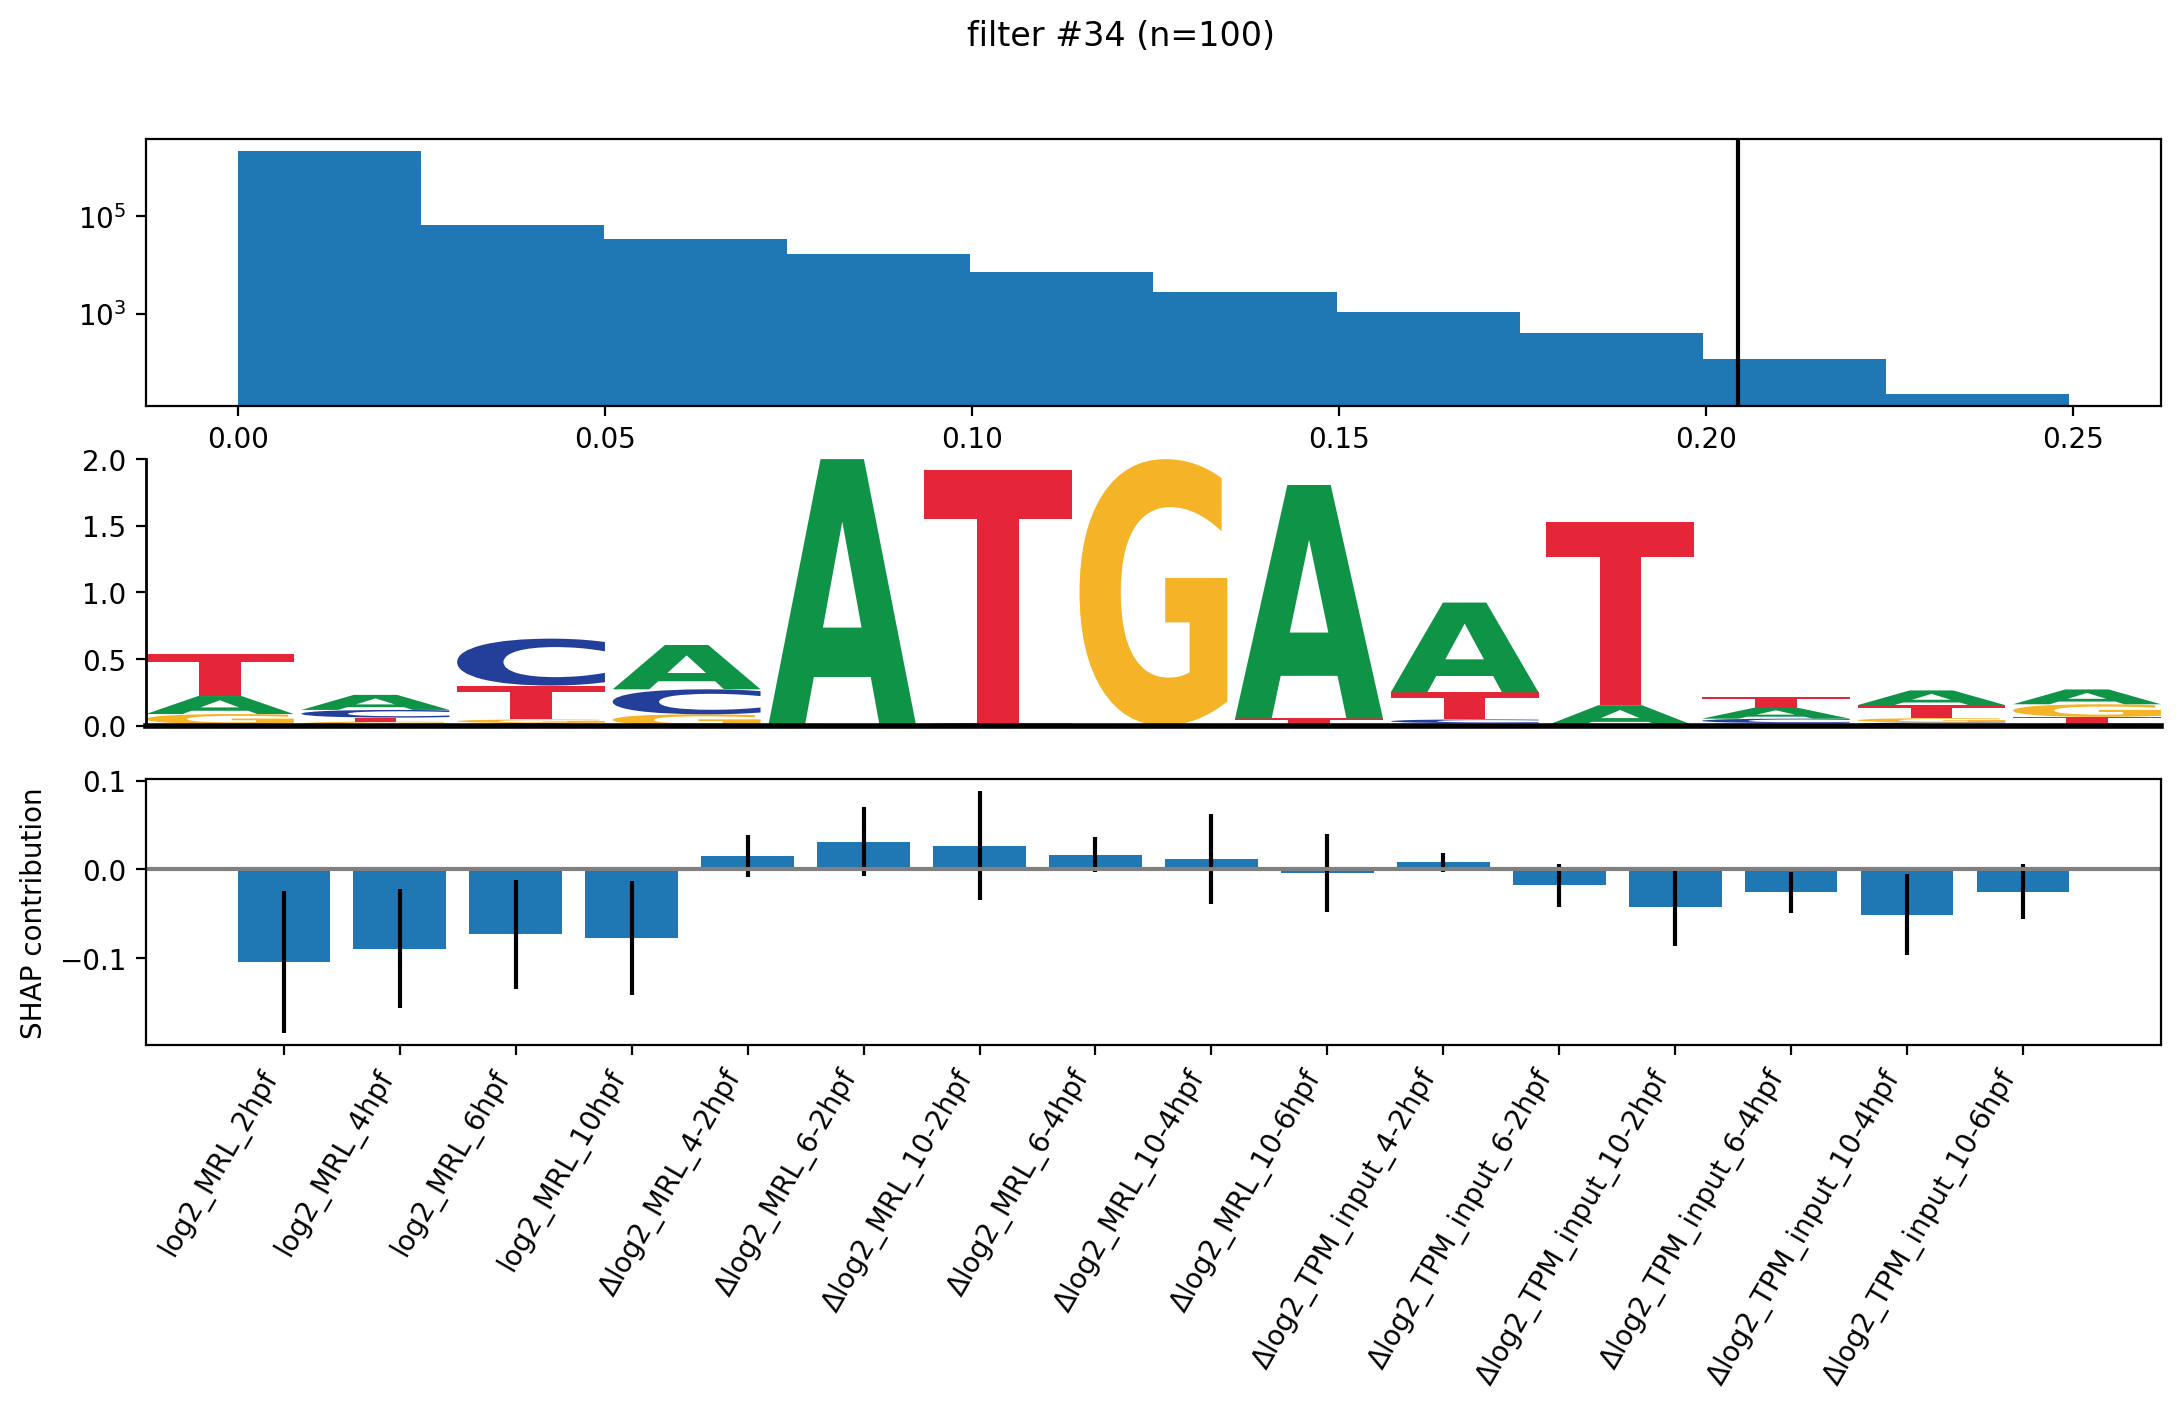 filter #34 (n=100)
10^5
10^3
0.00 0.05 0.10 0.15 0.20 0.25
2.0
1.5
1.0
0.5
0.0
T A C A A T G A A T T A A
A C T C T T A A T G
G T G G C C G T
0.1
0.0
−0.1
SHAP contribution
log2_MRL_2hpf
log2_MRL_4hpf
log2_MRL_6hpf
log2_MRL_10hpf
Δlog2_MRL_4-2hpf
Δlog2_MRL_6-2hpf
Δlog2_MRL_10-2hpf
Δlog2_MRL_6-4hpf
Δlog2_MRL_10-4hpf
Δlog2_MRL_10-6hpf
Δlog2_TPM_input_4-2hpf
Δlog2_TPM_input_6-2hpf
Δlog2_TPM_input_10-2hpf
Δlog2_TPM_input_6-4hpf
Δlog2_TPM_input_10-4hpf
Δlog2_TPM_input_10-6hpf